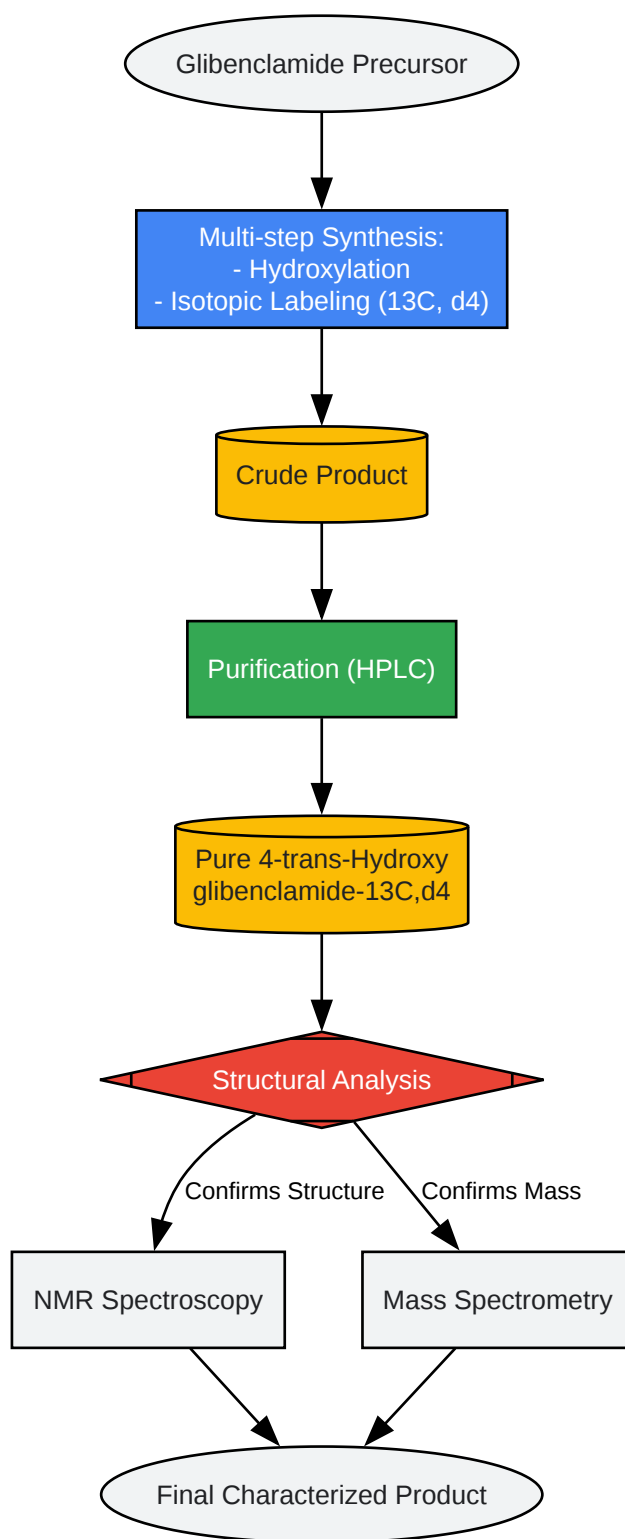 Glibenclamide Precursor
Multi-step Synthesis:
- Hydroxylation
- Isotopic Labeling (13C, d4)
Crude Product
Purification (HPLC)
Pure 4-trans-Hydroxy
glibenclamide-13C,d4
Structural Analysis
Confirms Structure
Confirms Mass
NMR Spectroscopy
Mass Spectrometry
Final Characterized Product